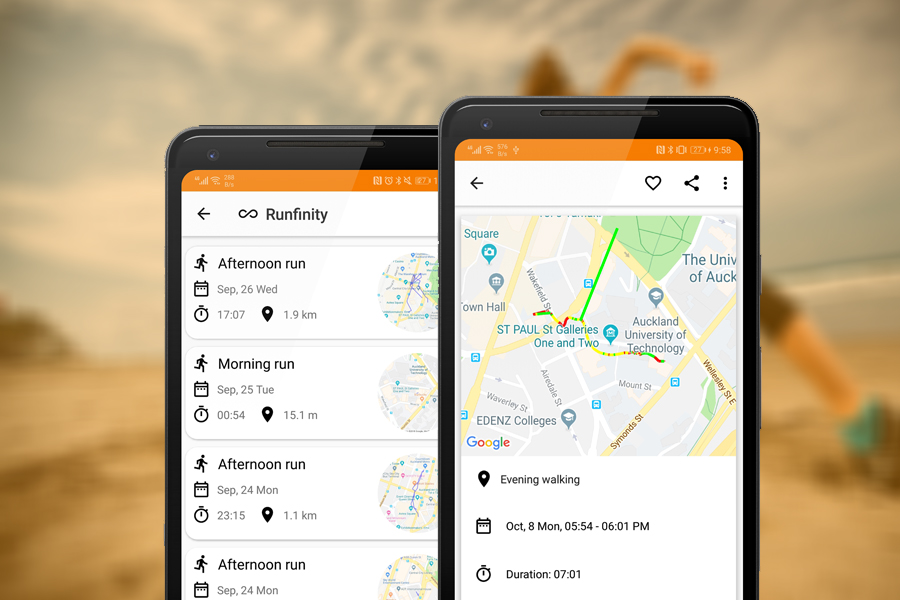 288
B/s
Runfinity
Afternoon run
Sep, 26 Wed
17:07
1.9 km
Morning run
Sep, 25 Tue
00:54
15.1 m
Afternoon run
Sep, 24 Mon
23:15
1.1 km
Afternoon run
Sep, 24 Mon
576
B/s
27
9:58
Square
The Univ
of Auck
Wakefield St
Town Hall
ST PAUL St Galleries
One and Two
Auckland
University of
Technology
Mount St
Airedale St
Waverley St
Wellesley St E
EDENZ Colleges
Symonds St
Google
Evening walking
Oct, 8 Mon, 05:54 - 06:01 PM
Duration: 07:01